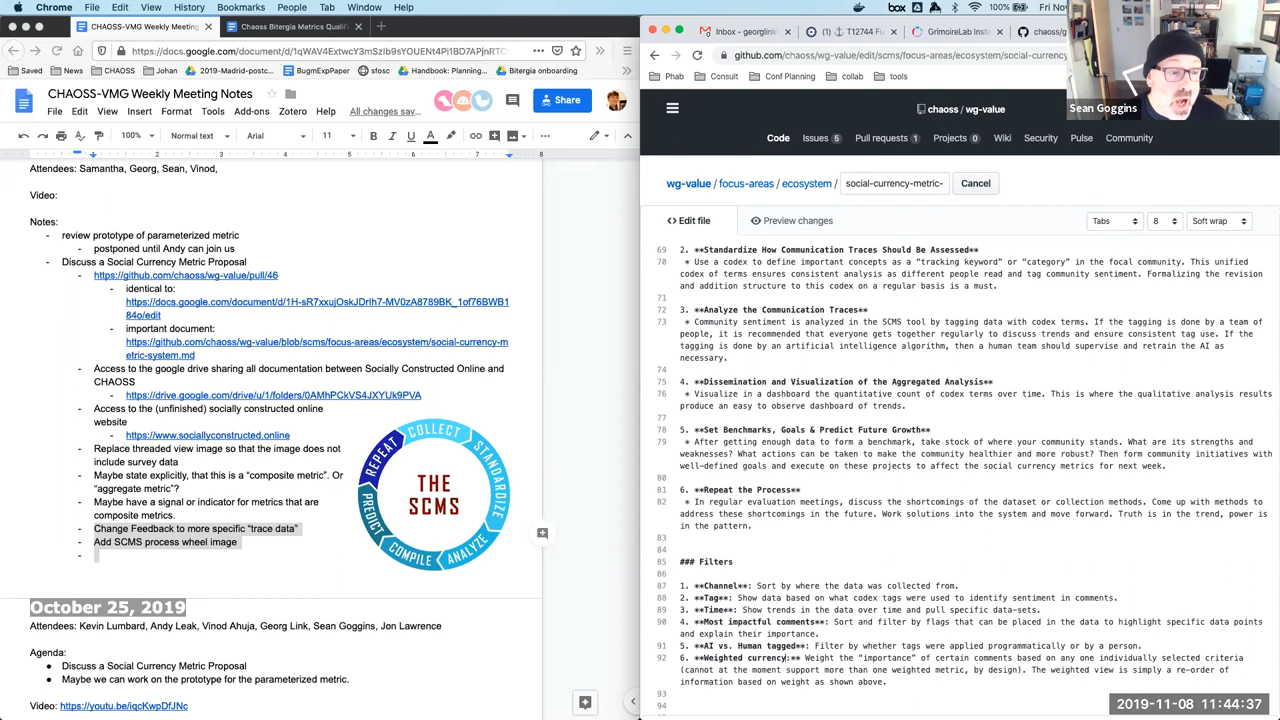 Chrome File Edit View History Bookmarks People Tab Window Help
100%
Fri Nov
CHAOSS-VMG Weekly Meeting
Chaoss Bitergia Metrics Qualif
https://docs.google.com/document/d/1qWAV4ExtwcY3mSzIb9sYOUENt4Pi1BD7APjnRTC
Saved News CHAOSS Johan 2019-Madrid-postc... BugmExpPaper sfosc Handbook: Planning... Bitergia onboarding
CHAOSS-VMG Weekly Meeting Notes
File Edit View Insert Format Tools Add-ons Zotero Help All changes sav...
Share
100% Normal text Arial 11
Attendees: Samantha, Georg, Sean, Vinod,
Video:
Notes:
- review prototype of parameterized metric
- postponed until Andy can join us
- Discuss a Social Currency Metric Proposal
- https://github.com/chaoss/wg-value/pull/46
- identical to:
https://docs.google.com/document/d/1H-sR7xxujOskJDrIh7-MV0zA8789BK_1of76BWB1
84o/edit
- important document:
https://github.com/chaoss/wg-value/blob/scms/focus-areas/ecosystem/social-currency-m
etric-system.md
- Access to the google drive sharing all documentation between Socially Constructed Online and
CHAOSS
- https://drive.google.com/drive/u/1/folders/0AMhPCkVS4JXYUk9PVA
- Access to the (unfinished) socially constructed online
website
- https://www.sociallyconstructed.online
- Replace threaded view image so that the image does not
include survey data
- Maybe state explicitly, that this is a "composite metric". Or
"aggregate metric"?
- Maybe have a signal or indicator for metrics that are
composite metrics.
- Change Feedback to more specific "trace data"
- Add SCMS process wheel image
-
COLLECT
STANDARDIZE
ANALYZE
COMPILE
PREDICT
REPEAT
THE
SCMS
October 25, 2019
Attendees: Kevin Lumbard, Andy Leak, Vinod Ahuja, Georg Link, Sean Goggins, Jon Lawrence
Agenda:
● Discuss a Social Currency Metric Proposal
● Maybe we can work on the prototype for the parameterized metric.
Video: https://youtu.be/iqcKwpDfJNc
Inbox - georglink
T12744 Fu
GrimoireLab Inst
chaoss/g
github.com/chaoss/wg-value/edit/scms/focus-areas/ecosystem/social-currency
Phab Consult Conf Planning collab tools
Sean Goggins
chaoss / wg-value
Code Issues 5 Pull requests 1 Projects 0 Wiki Security Pulse Community
wg-value / focus-areas / ecosystem / social-currency-metric- Cancel
Edit file Preview changes Tabs 8 Soft wrap
69 2. **Standardize How Communication Traces Should Be Assessed**
70 * Use a codex to define important concepts as a "tracking keyword" or "category" in the focal community. This unified
codex of terms ensures consistent analysis as different people read and tag community sentiment. Formalizing the revision
and addition structure to this codex on a regular basis is a must.
71
72 3. **Analyze the Communication Traces**
73 * Community sentiment is analyzed in the SCMS tool by tagging data with codex terms. If the tagging is done by a team of
people, it is recommended that everyone gets together regularly to discuss trends and ensure consistent tag use. If the
tagging is done by an artificial intelligence algorithm, then a human team should supervise and retrain the AI as
necessary.
74
75 4. **Dissemination and Visualization of the Aggregated Analysis**
76 * Visualize in a dashboard the quantitative count of codex terms over time. This is where the qualitative analysis results
produce an easy to observe dashboard of trends.
77
78 5. **Set Benchmarks, Goals & Predict Future Growth**
79 * After getting enough data to form a benchmark, take stock of where your community stands. What are its strengths and
weaknesses? What actions can be taken to make the community healthier and more robust? Then form community initiatives with
well-defined goals and execute on these projects to affect the social currency metrics for next week.
80
81 6. **Repeat the Process**
82 * In regular evaluation meetings, discuss the shortcomings of the dataset or collection methods. Come up with methods to
address these shortcomings in the future. Work solutions into the system and move forward. Truth is in the trend, power is
in the pattern.
83
84
85 ### Filters
86
87 1. **Channel**: Sort by where the data was collected from.
88 2. **Tag**: Show data based on what codex tags were used to identify sentiment in comments.
89 3. **Time**: Show trends in the data over time and pull specific data-sets.
90 4. **Most impactful comments**: Sort and filter by flags that can be placed in the data to highlight specific data points
and explain their importance.
91 5. **AI vs. Human tagged**: Filter by whether tags were applied programmatically or by a person.
92 6. **Weighted currency:** Weight the "importance" of certain comments based on any one individually selected criteria
(cannot at the moment support more than one weighted metric, by design). The weighted view is simply a re-order of
information based on weight as shown above.
93
94
2019-11-08 11:44:37